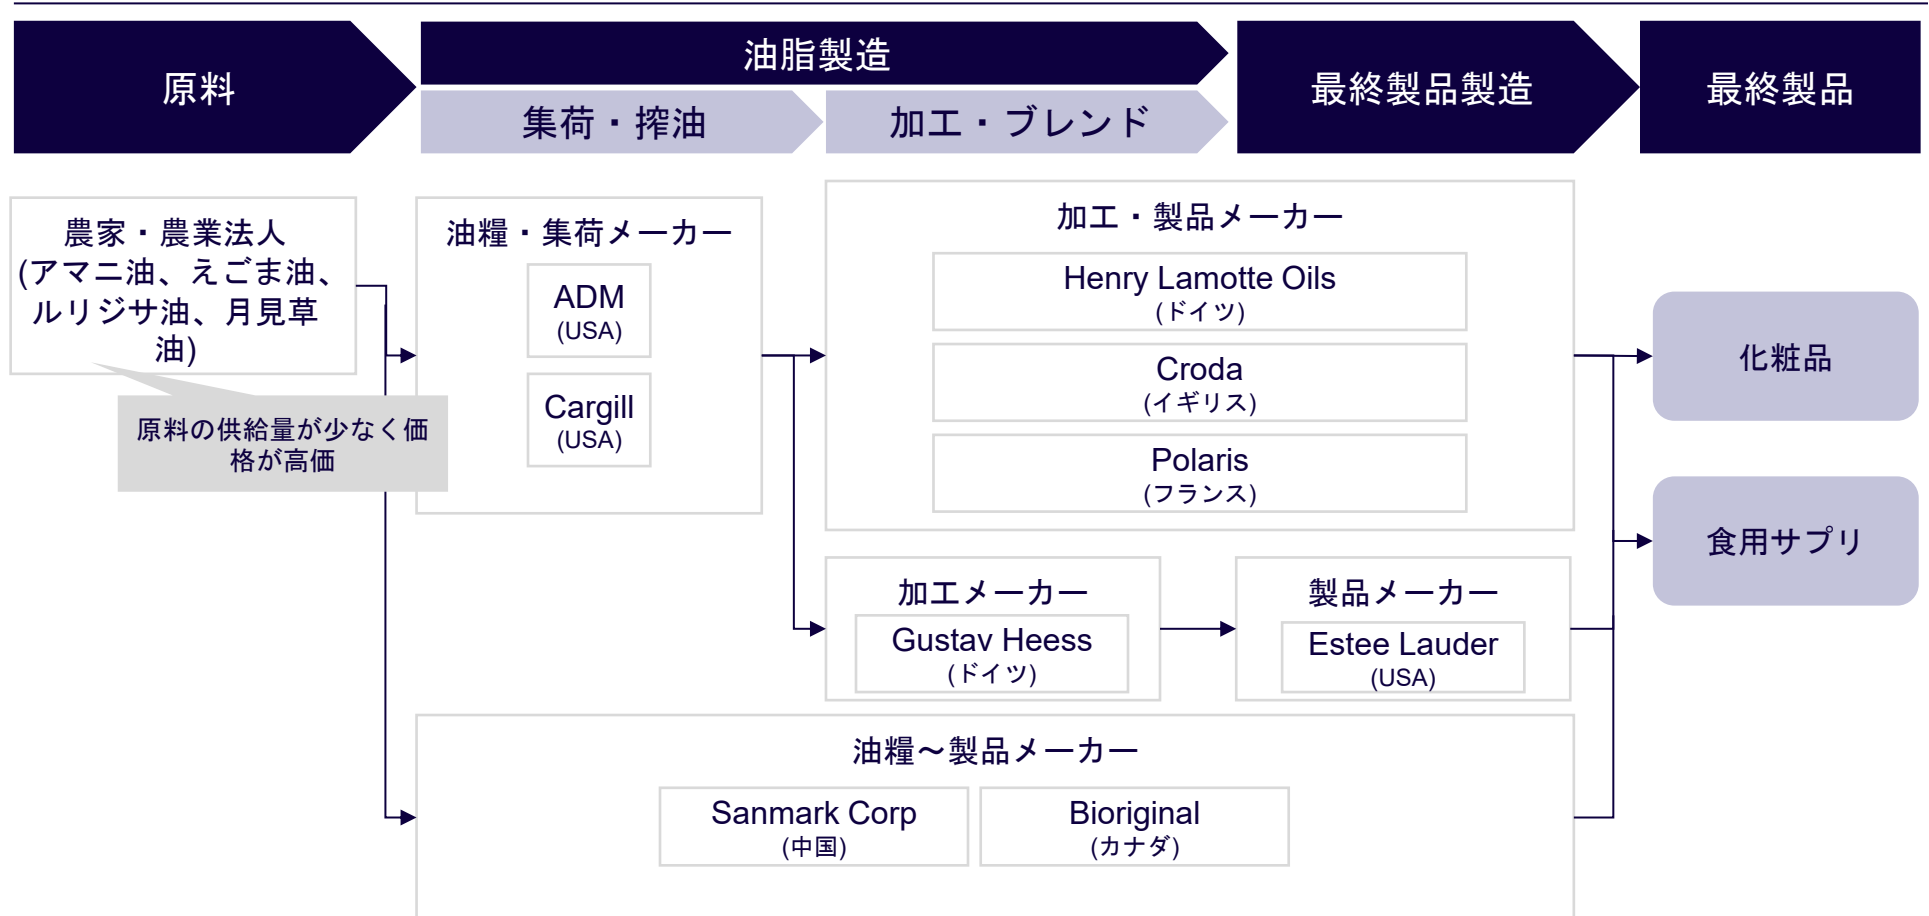 原料
油脂製造
集荷・搾油
加工・ブレンド
最終製品製造
最終製品
農家・農業法人
(アマニ油、えごま油、
ルリジサ油、月見草
油)
原料の供給量が少なく価
格が高価
油糧・集荷メーカー
ADM
(USA)
Cargill
(USA)
加工・製品メーカー
Henry Lamotte Oils
(ドイツ)
Croda
(イギリス)
Polaris
(フランス)
加工メーカー
Gustav Heess
(ドイツ)
製品メーカー
Estee Lauder
(USA)
油糧～製品メーカー
Sanmark Corp
(中国)
Bioriginal
(カナダ)
化粧品
食用サプリ